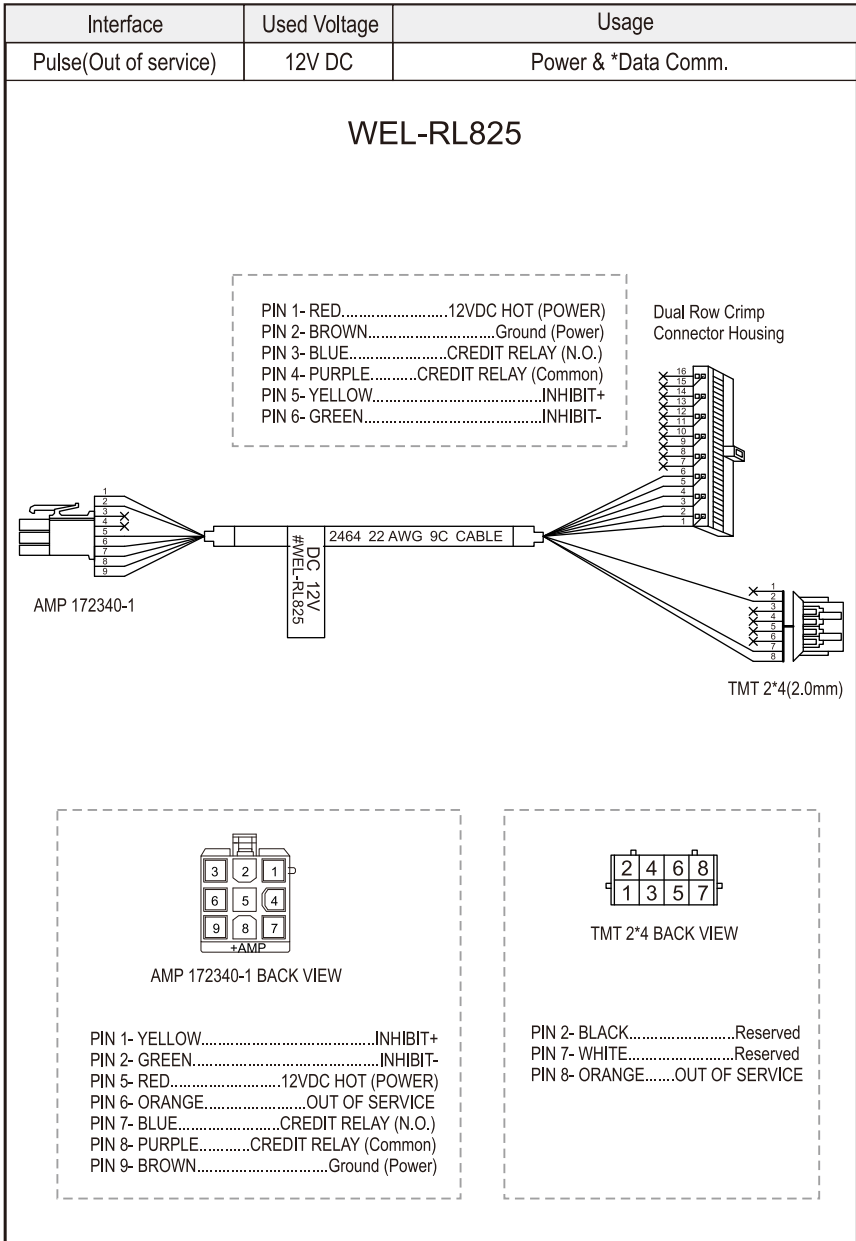 Interface Used Voltage Usage
Pulse(Out of service) 12V DC Power & *Data Comm.
WEL-RL825
PIN 1- RED........................12VDC HOT (POWER)
PIN 2- BROWN........................Ground (Power)
PIN 3- BLUE......................CREDIT RELAY (N.O.)
PIN 4- PURPLE..........CREDIT RELAY (Common)
PIN 5- YELLOW................................INHIBIT+
PIN 6- GREEN..................................INHIBIT-
Dual Row Crimp
Connector Housing
16
15
14
13
12
11
10
9
8
7
6
5
4
3
2
1
1
2
3
4
5
6
7
8
9
AMP 172340-1
2464 22 AWG 9C CABLE
DC 12V
#WEL-RL825
1
2
3
4
5
6
7
8
TMT 2*4(2.0mm)
3 2 1
6 5 4
9 8 7
+AMP
AMP 172340-1 BACK VIEW
PIN 1- YELLOW.................................INHIBIT+
PIN 2- GREEN...................................INHIBIT-
PIN 5- RED.......................12VDC HOT (POWER)
PIN 6- ORANGE.....................OUT OF SERVICE
PIN 7- BLUE......................CREDIT RELAY (N.O.)
PIN 8- PURPLE...........CREDIT RELAY (Common)
PIN 9- BROWN...........................Ground (Power)
2 4 6 8
1 3 5 7
TMT 2*4 BACK VIEW
PIN 2- BLACK.......................Reserved
PIN 7- WHITE.......................Reserved
PIN 8- ORANGE......OUT OF SERVICE